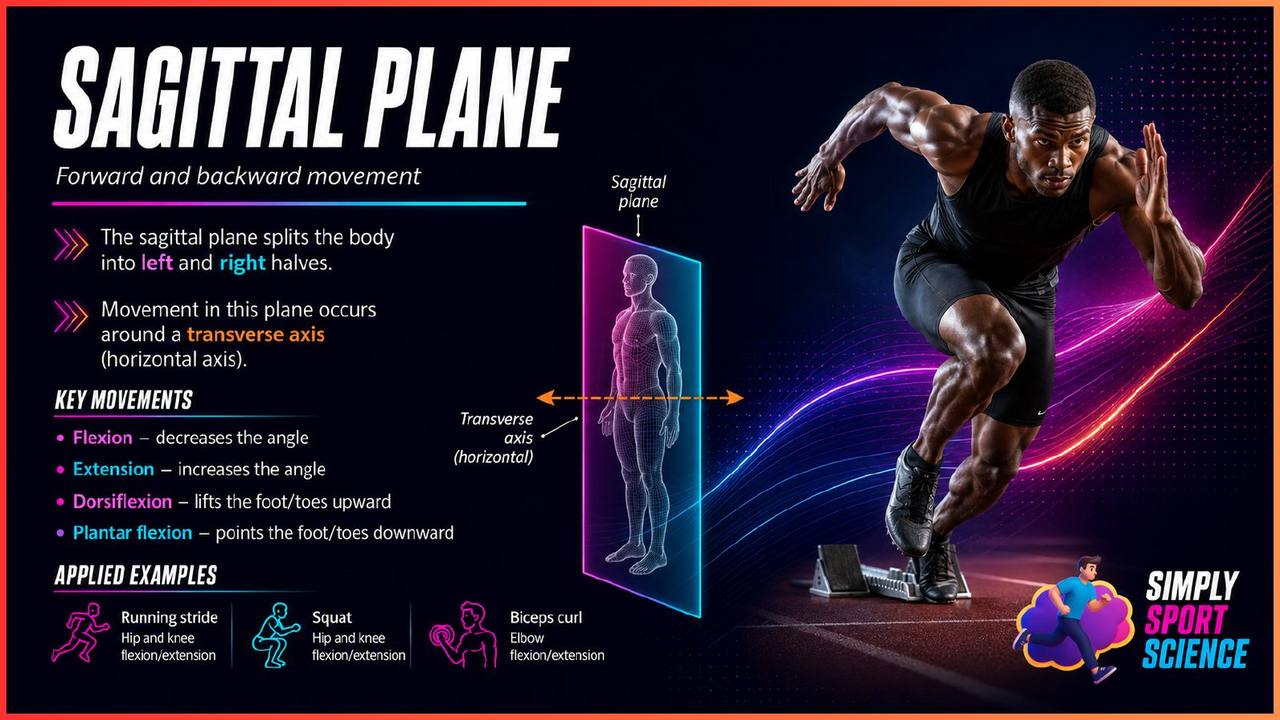 SAGITTAL PLANE
Forward and backward movement
The sagittal plane splits the body
into left and right halves.
Movement in this plane occurs
around a transverse axis
(horizontal axis).
KEY MOVEMENTS
• Flexion – decreases the angle
• Extension – increases the angle
• Dorsiflexion – lifts the foot/toes upward
• Plantar flexion – points the foot/toes downward
APPLIED EXAMPLES
Running stride
Hip and knee
flexion/extension
Squat
Hip and knee
flexion/extension
Biceps curl
Elbow
flexion/extension
Sagittal
plane
Transverse
axis
(horizontal)
SIMPLY
SPORT
SCIENCE